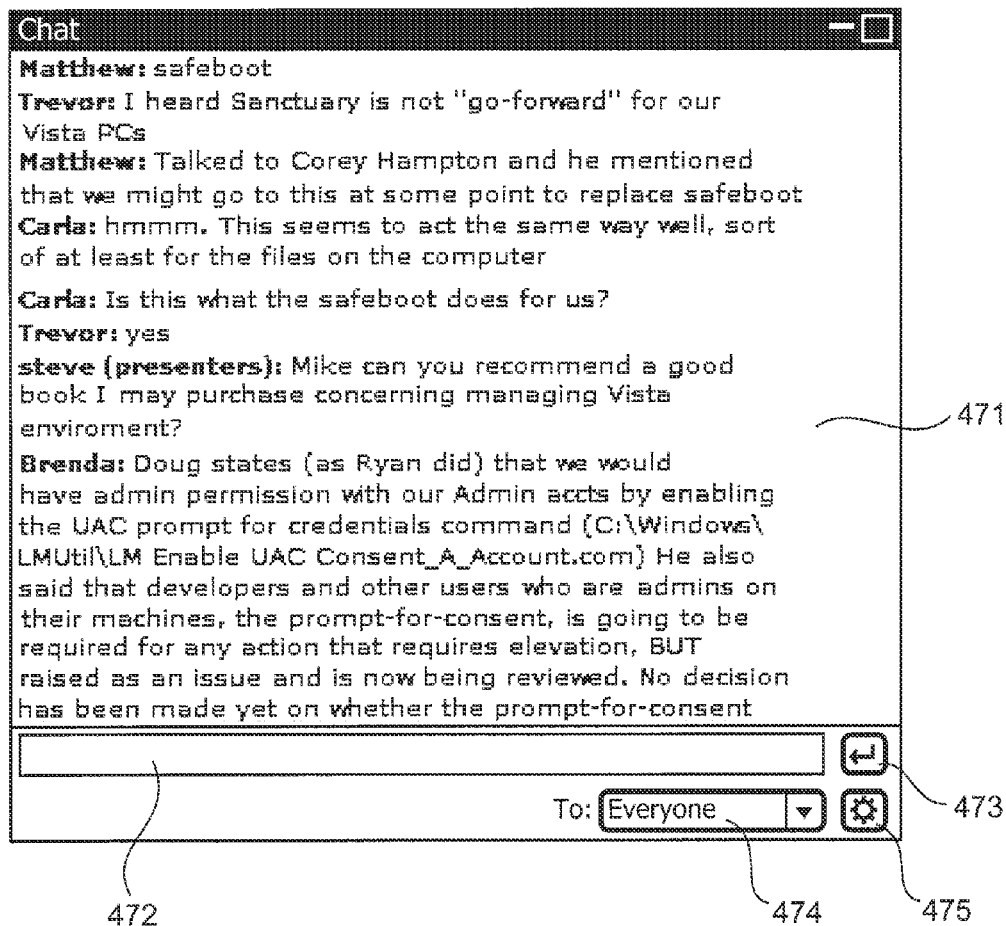 Chat
Matthew: safeboot
Trevor: I heard Sanctuary is not "go-forward" for our
Vista PCs
Matthew: Talked to Corey Hampton and he mentioned
that we might go to this at some point to replace safeboot
Carla: hmmm. This seems to act the same way well, sort
of at least for the files on the computer
Carla: Is this what the safeboot does for us?
Trevor: yes
steve (presenters): Mike can you recommend a good
book I may purchase concerning managing Vista
enviroment?
471
Brenda: Doug states (as Ryan did) that we would
have admin permission with our Admin accts by enabling
the UAC prompt for credentials command (C:\Windows\
LMUtil\LM Enable UAC Consent_A_Account.com) He also
said that developers and other users who are admins on
their machines, the prompt-for-consent, is going to be
required for any action that requires elevation, BUT
raised as an issue and is now being reviewed. No decision
has been made yet on whether the prompt-for-consent
473
To: Everyone
472
474
475